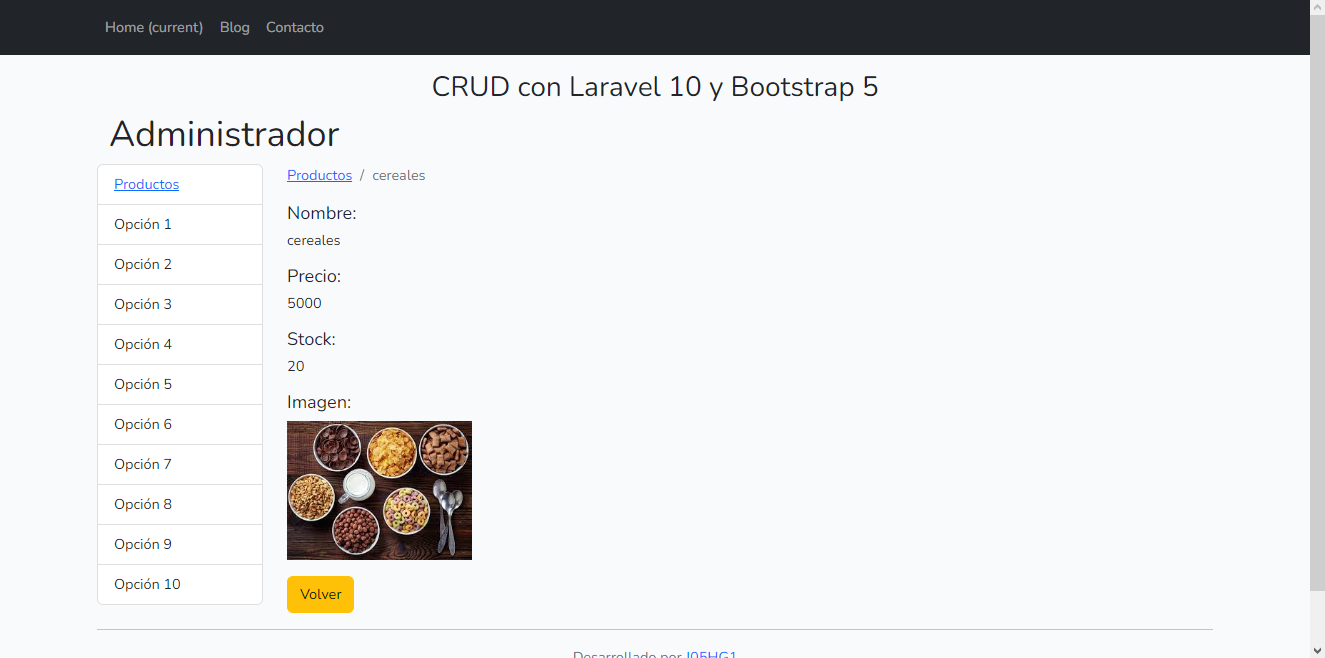 Home (current) Blog Contacto
CRUD con Laravel 10 y Bootstrap 5
Administrador
Productos
Opción 1
Opción 2
Opción 3
Opción 4
Opción 5
Opción 6
Opción 7
Opción 8
Opción 9
Opción 10
Productos / cereales
Nombre:
cereales
Precio:
5000
Stock:
20
Imagen:
Volver
Desarrollado por J05HG1